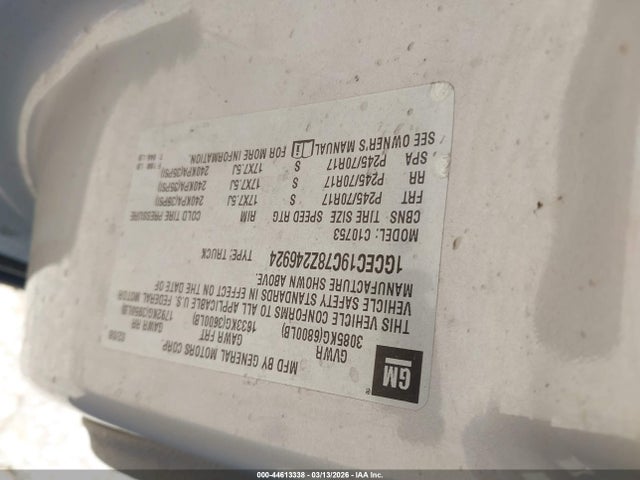 GM
MFD BY GENERAL MOTORS CORP
02/08
GVWR GAWR FRT GAWR RR
3085KG(6800LB) 1633KG(3600LB) 1792KG(3950LB)
THIS VEHICLE CONFORMS TO ALL APPLICABLE U.S. FEDERAL MOTOR
VEHICLE SAFETY STANDARDS IN EFFECT ON THE DATE OF
MANUFACTURE SHOWN ABOVE.
1GCEC19C78Z246924 TYPE: TRUCK
MODEL: C10753
CBNS TIRE SIZE SPEED RTG RIM COLD TIRE PRESSURE
FRT P245/70R17 S 17X7.5J 240KPA(35PSI)
RR P245/70R17 S 17X7.5J 240KPA(35PSI)
SPA P245/70R17 S 17X7.5J 240KPA(35PSI)
SEE OWNER'S MANUAL FOR MORE INFORMATION.
000-44613338 - 03/13/2026 - IAA Inc.